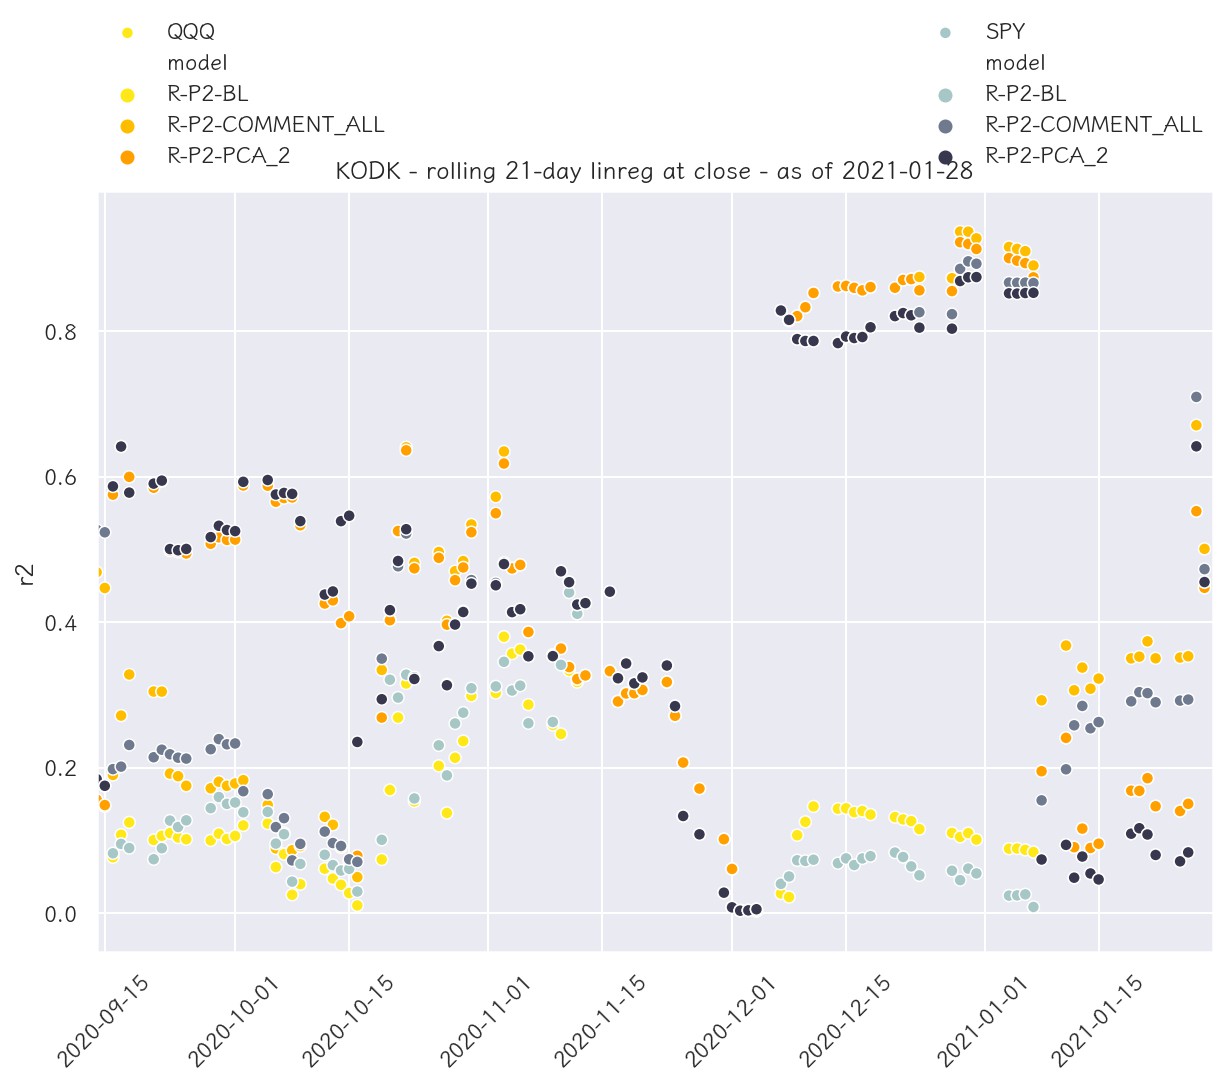 QQQ
model
R-P2-BL
R-P2-COMMENT_ALL
R-P2-PCA_2
SPY
model
R-P2-BL
R-P2-COMMENT_ALL
R-P2-PCA_2
KODK - rolling 21-day linreg at close - as of 2021-01-28
r2
0.8
0.6
0.4
0.2
0.0
2020-09-15
2020-10-01
2020-10-15
2020-11-01
2020-11-15
2020-12-01
2020-12-15
2021-01-01
2021-01-15